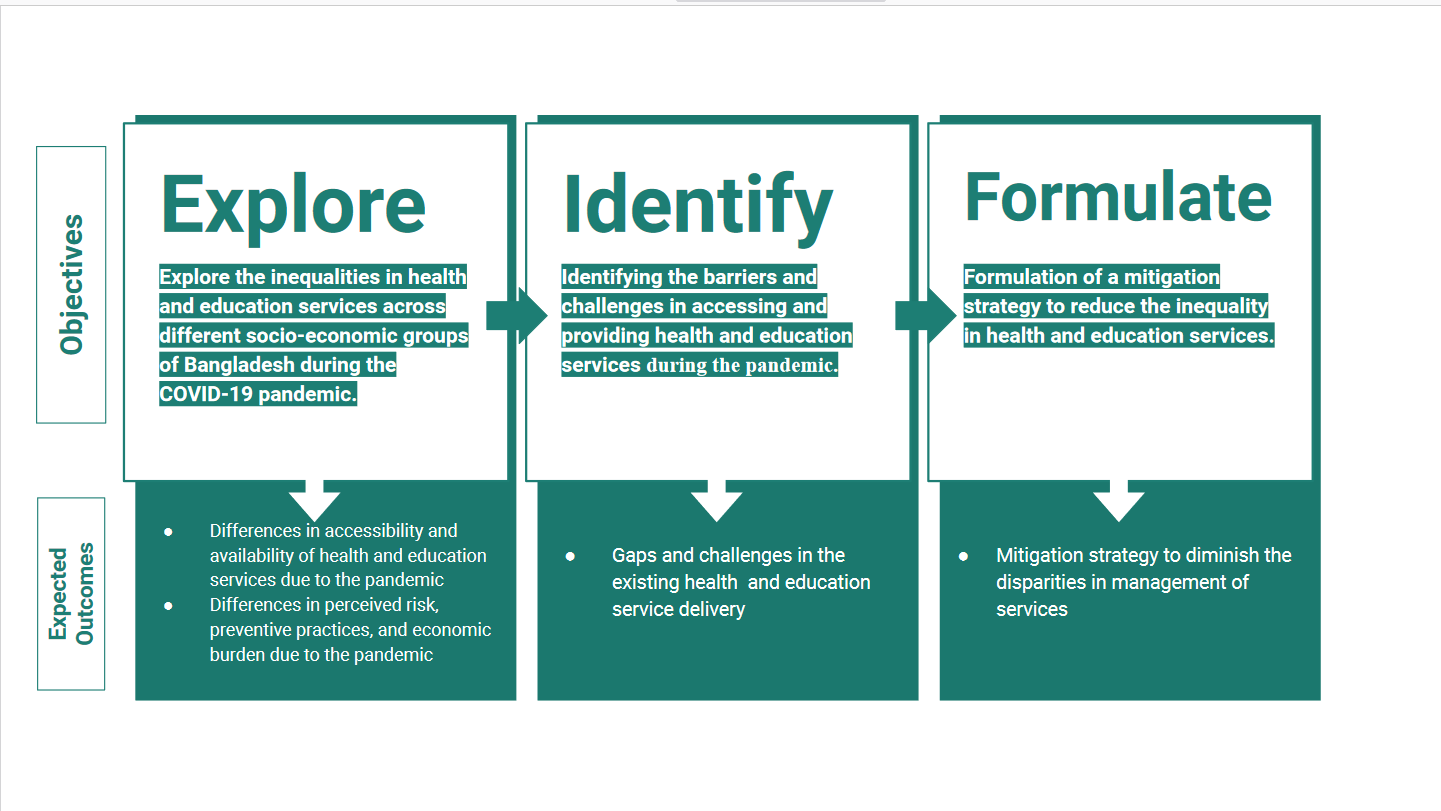 Objectives
Explore
Explore the inequalities in health
and education services across
different socio-economic groups
of Bangladesh during the
COVID-19 pandemic.
Identify
Identifying the barriers and
challenges in accessing and
providing health and education
services during the pandemic.
Formulate
Formulation of a mitigation
strategy to reduce the inequality
in health and education services.
Expected
Outcomes
● Differences in accessibility and
availability of health and education
services due to the pandemic
● Differences in perceived risk,
preventive practices, and economic
burden due to the pandemic
● Gaps and challenges in the
existing health  and education
service delivery
● Mitigation strategy to diminish the
disparities in management of
services